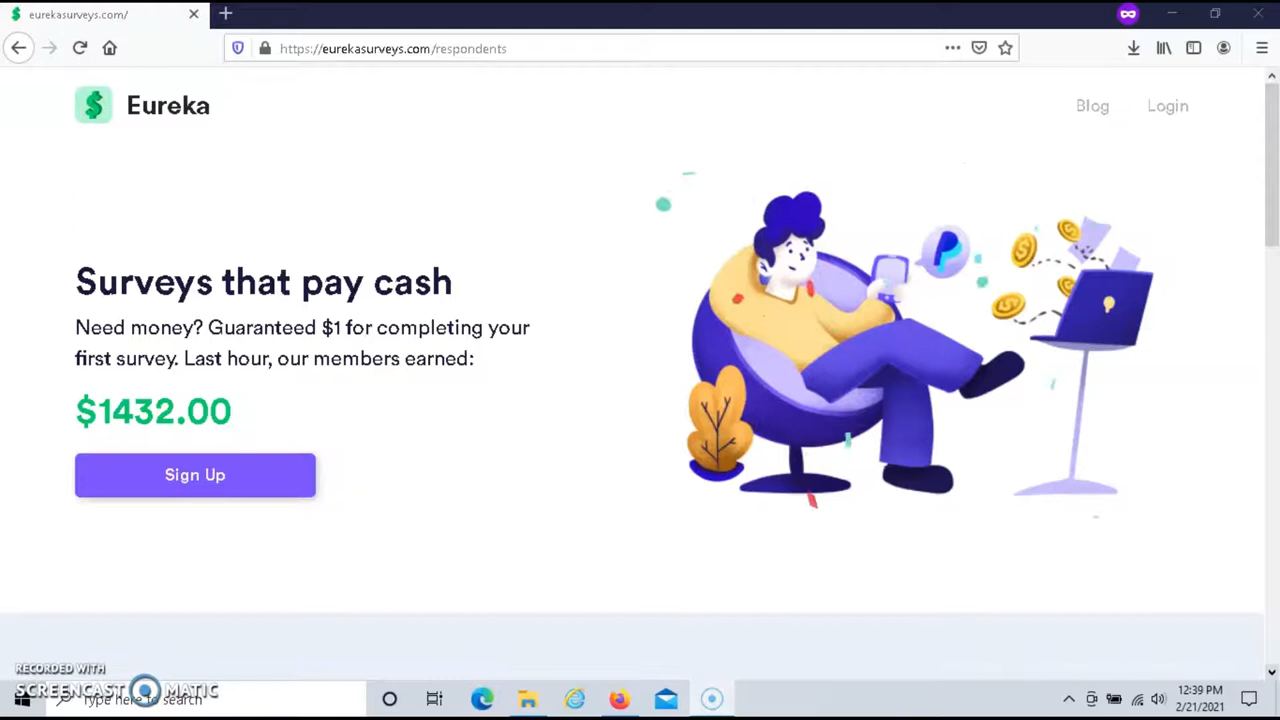 eurekasurveys.com/
https://eurekasurveys.com/respondents
Eureka
Blog
Login
Surveys that pay cash
Need money? Guaranteed $1 for completing your
first survey. Last hour, our members earned:
$1432.00
Sign Up
RECORDED WITH
SCREENCAST MATIC
Type here to search
12:39 PM
2/21/2021